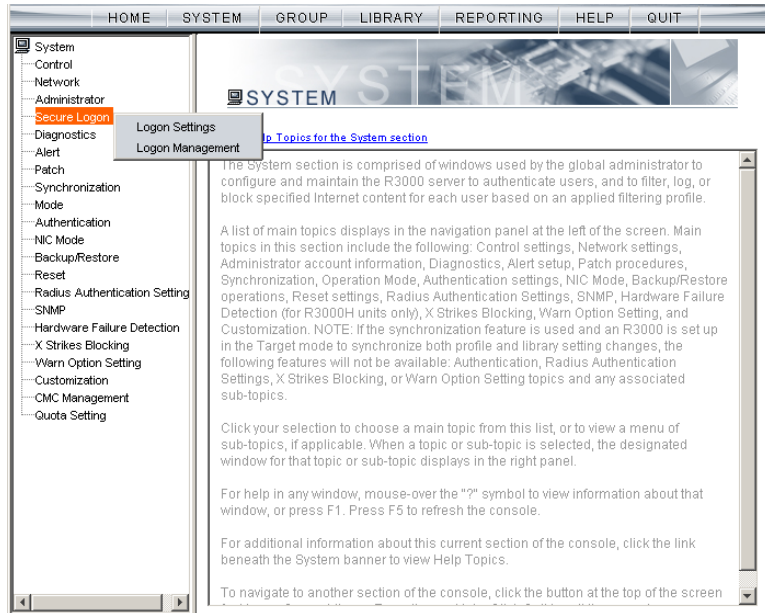 HOME SYSTEM GROUP LIBRARY REPORTING HELP QUIT
System
Control
Network
Administrator
Secure Logon
Diagnostics
Alert
Patch
Synchronization
Mode
Authentication
NIC Mode
Backup/Restore
Reset
Radius Authentication Setting
SNMP
Hardware Failure Detection
X Strikes Blocking
Warn Option Setting
Customization
CMC Management
Quota Setting
Logon Settings
Logon Management
SYSTEM
SYSTEM
Topics for the System section
The System section is comprised of windows used by the global administrator to
configure and maintain the R3000 server to authenticate users, and to filter, log, or
block specified Internet content for each user based on an applied filtering profile.
A list of main topics displays in the navigation panel at the left of the screen. Main
topics in this section include the following: Control settings, Network settings,
Administrator account information, Diagnostics, Alert setup, Patch procedures,
Synchronization, Operation Mode, Authentication settings, NIC Mode, Backup/Restore
operations, Reset settings, Radius Authentication Settings, SNMP, Hardware Failure
Detection (for R3000H units only), X Strikes Blocking, Warn Option Setting, and
Customization. NOTE: If the synchronization feature is used and an R3000 is set up
in the Target mode to synchronize both profile and library setting changes, the
following features will not be available: Authentication, Radius Authentication
Settings, X Strikes Blocking, or Warn Option Setting topics and any associated
sub-topics.
Click your selection to choose a main topic from this list, or to view a menu of
sub-topics, if applicable. When a topic or sub-topic is selected, the designated
window for that topic or sub-topic displays in the right panel.
For help in any window, mouse-over the "?" symbol to view information about that
window, or press F1. Press F5 to refresh the console.
For additional information about this current section of the console, click the link
beneath the System banner to view Help Topics.
To navigate to another section of the console, click the button at the top of the screen